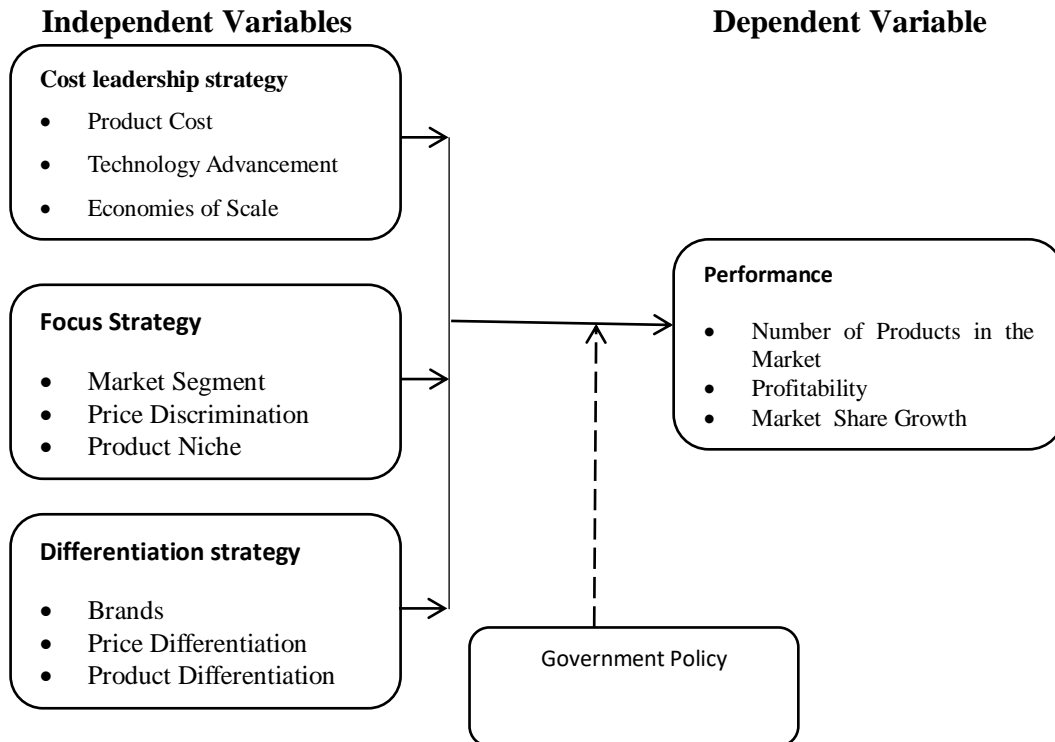 Independent Variables
Dependent Variable
Cost leadership strategy
• Product Cost
• Technology Advancement
• Economies of Scale
Focus Strategy
• Market Segment
• Price Discrimination
• Product Niche
Differentiation strategy
• Brands
• Price Differentiation
• Product Differentiation
Performance
• Number of Products in the
Market
• Profitability
• Market Share Growth
Government Policy